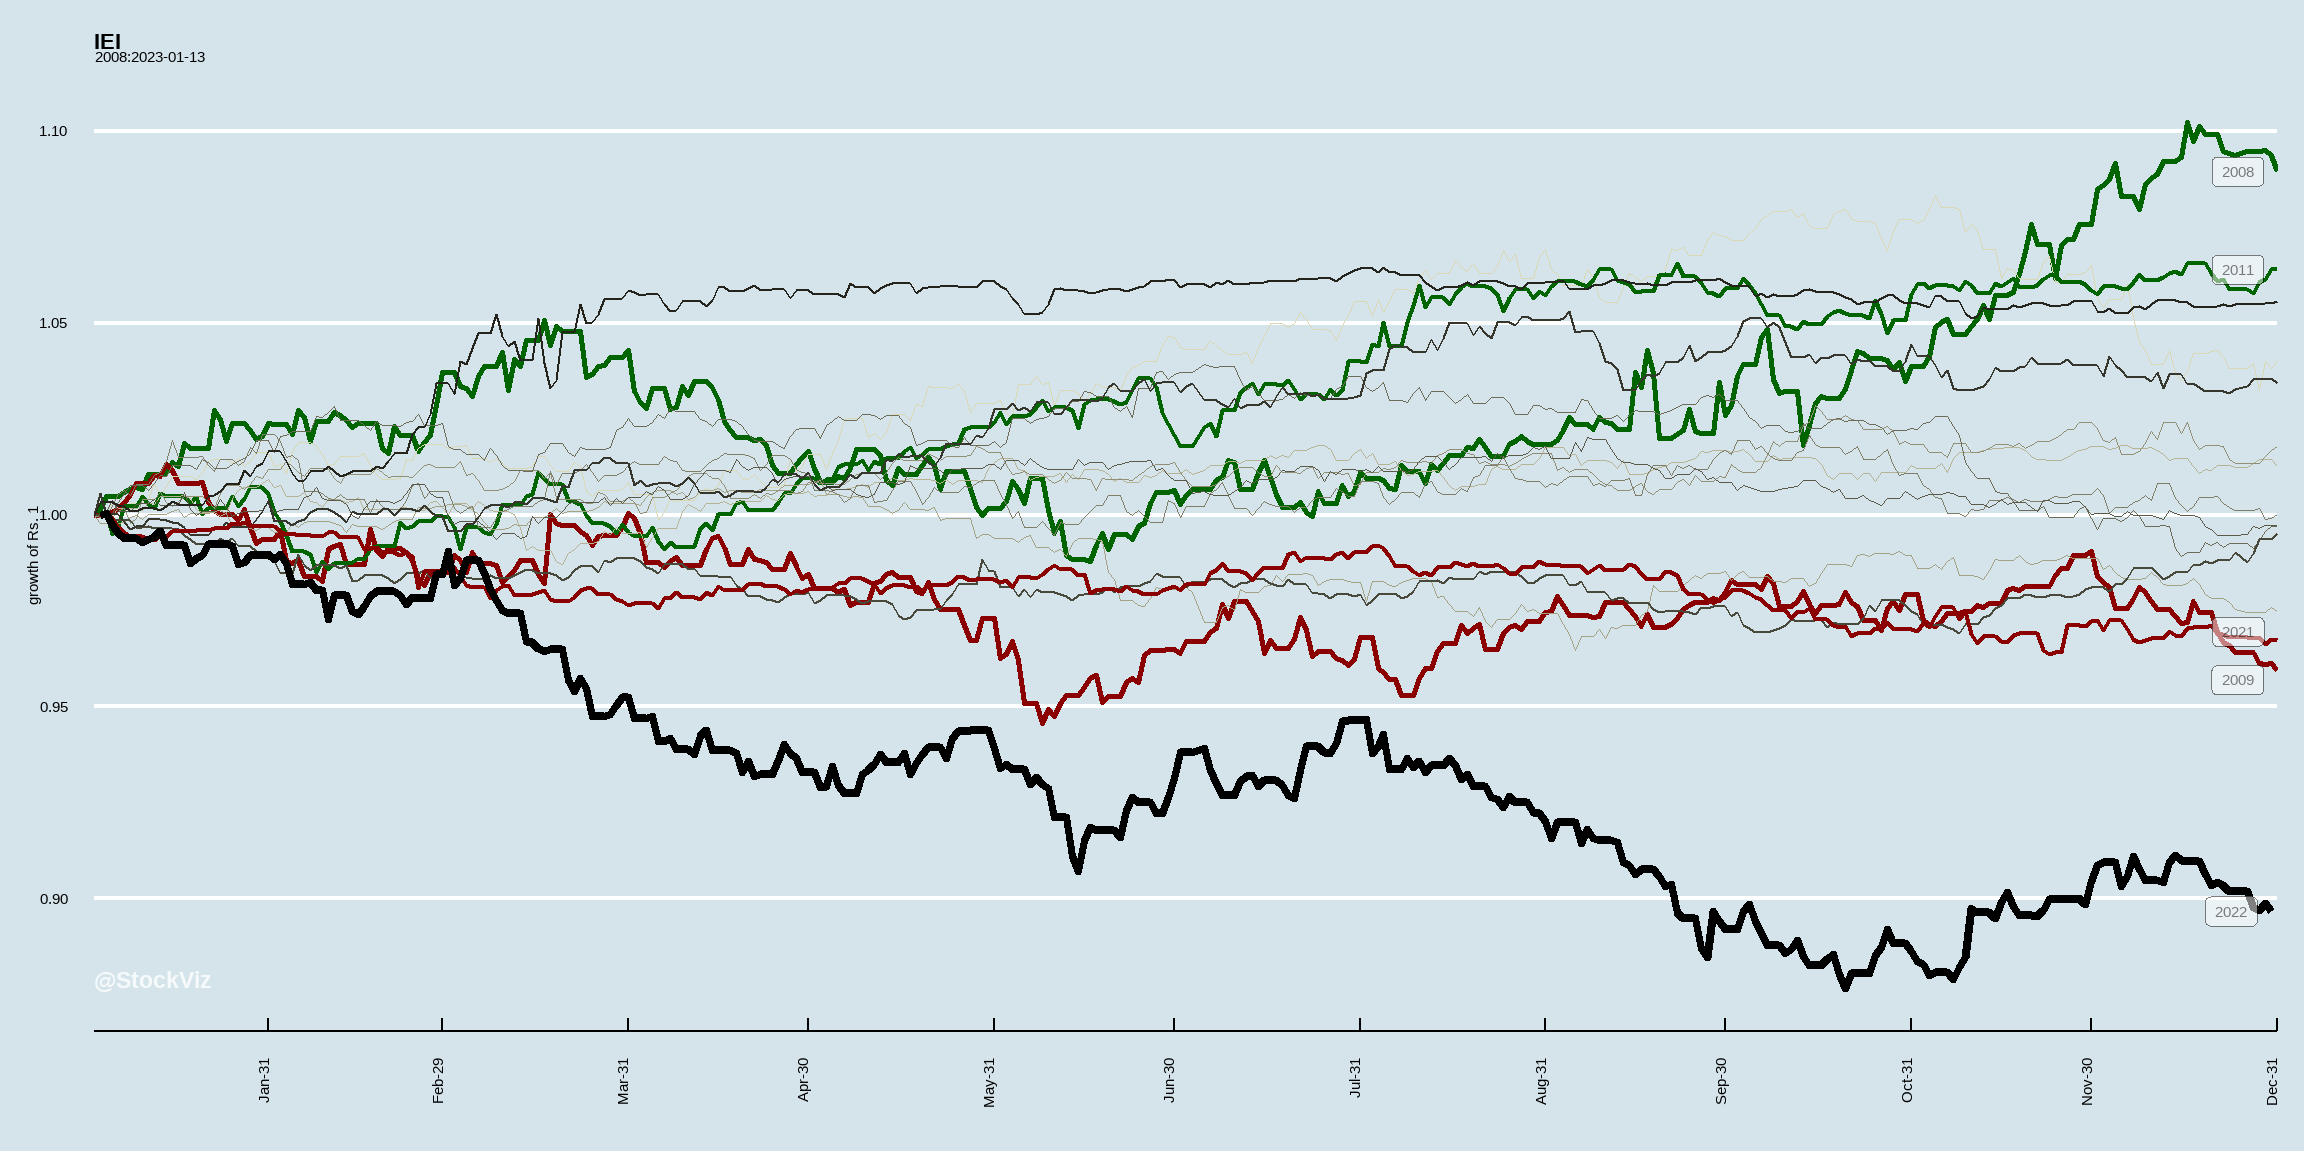 IEI
2008:2023-01-13
growth of Rs. 1
1.10
1.05
1.00
0.95
0.90
2008
2011
2021
2009
2022
@StockViz
Jan-31
Feb-29
Mar-31
Apr-30
May-31
Jun-30
Jul-31
Aug-31
Sep-30
Oct-31
Nov-30
Dec-31